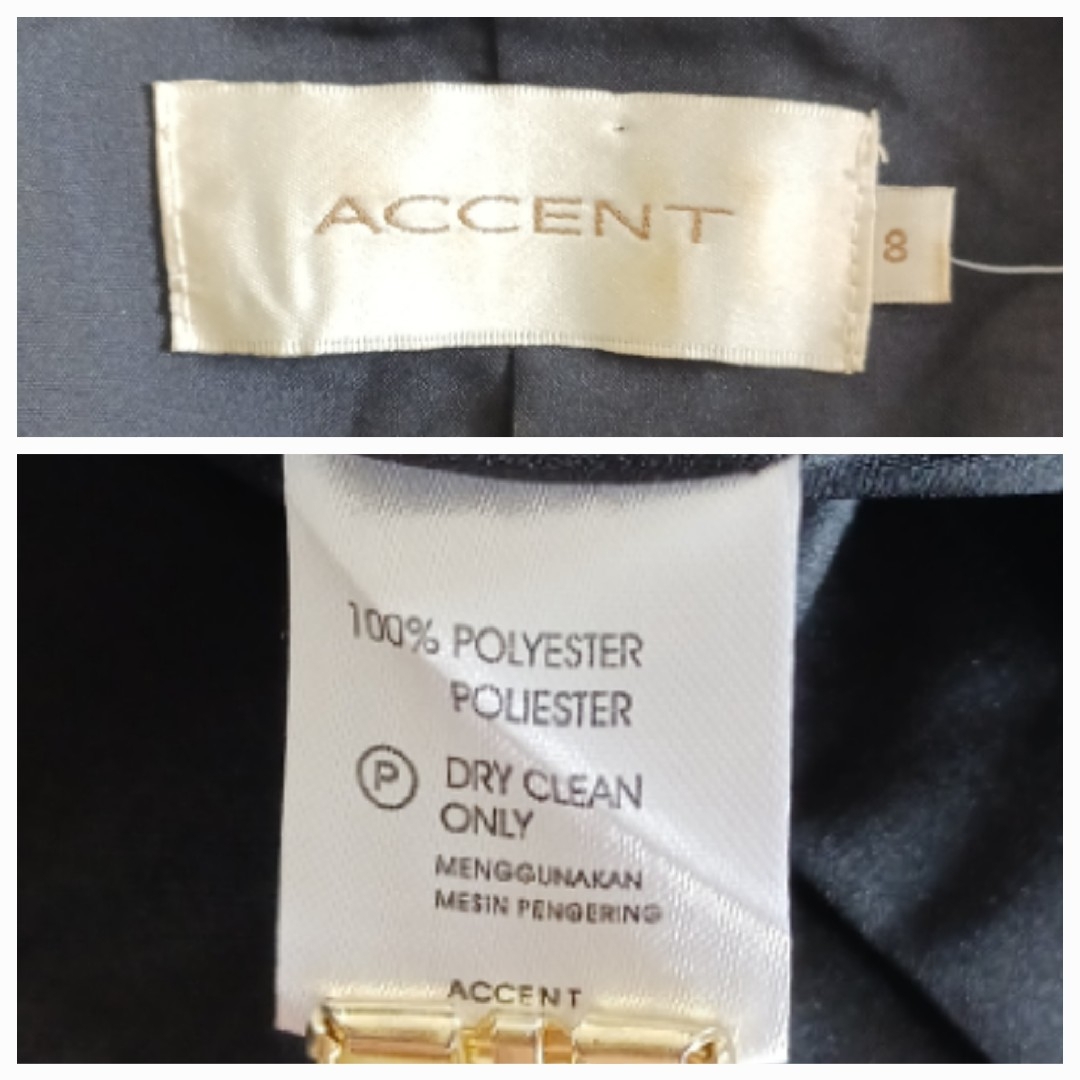 ACCENT
8
100% POLYESTER
POLIESTER
P DRY CLEAN
ONLY
MENGGUNAKAN
MESIN PENGERING
ACCENT